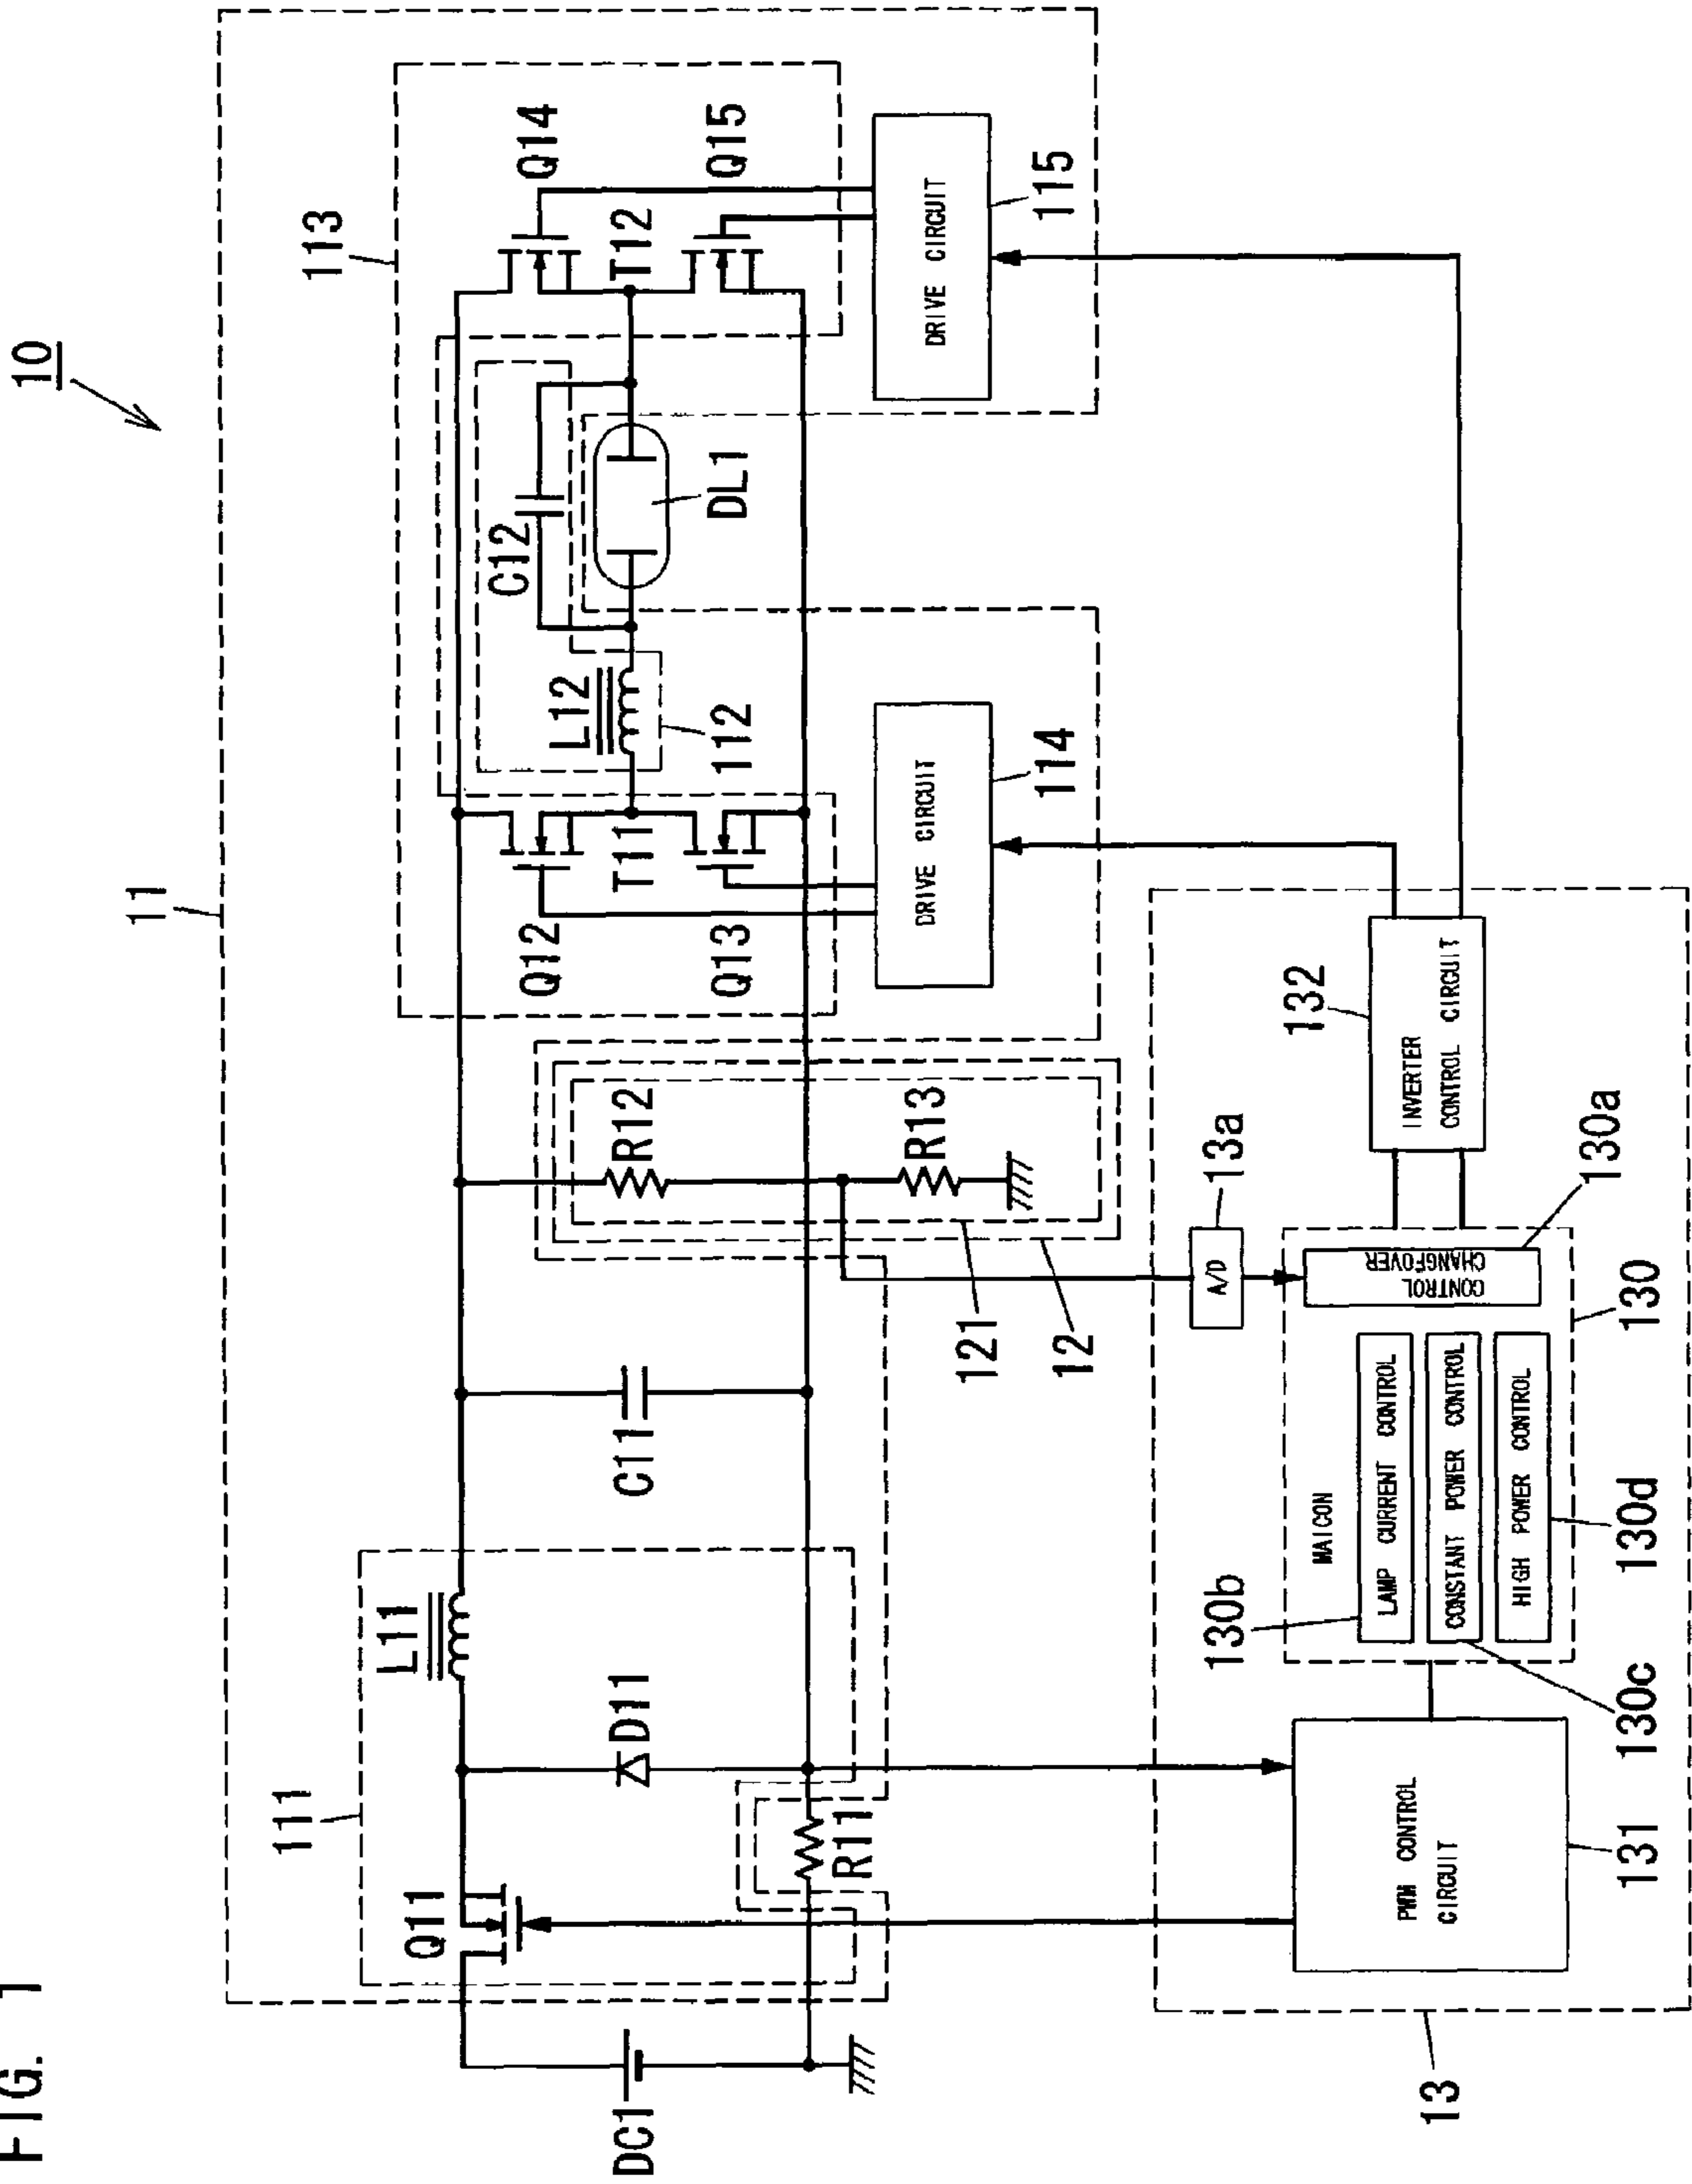 FIG. 1
10
11
111
113
Q11
L11
D11
R11
DC1
C11
R12
R13
121
12
Q12
Q13
T11
L12
112
C12
DL1
Q14
Q15
T12
DRIVE CIRCUIT
114
DRIVE CIRCUIT
115
13
PWM CONTROL
CIRCUIT
131
MAICON
LAMP CURRENT CONTROL
CONSTANT POWER CONTROL
HIGH POWER CONTROL
130b
130c
130d
130
CONTROL
CHANGFOVER
130a
A/D
13a
INVERTER
CONTROL CIRCUIT
132